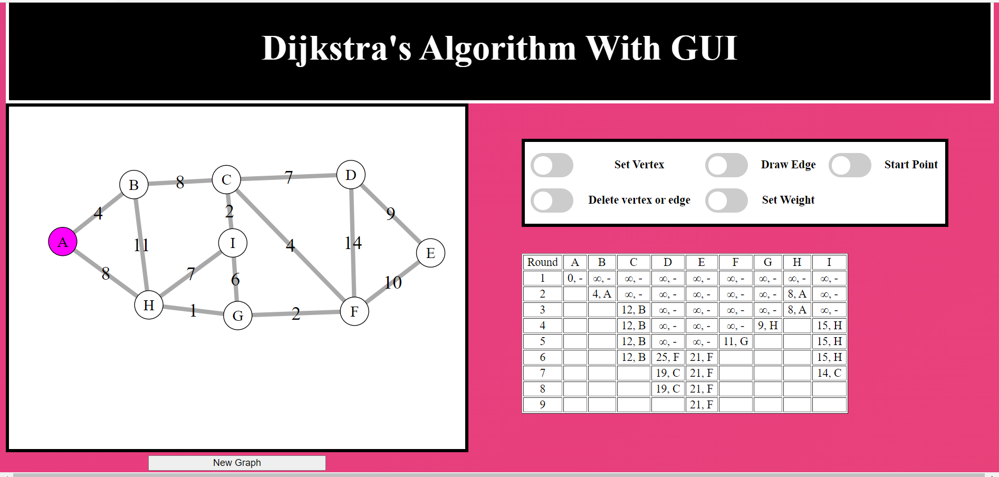 Dijkstra's Algorithm With GUI
B
8
C
7
D
4
2
9
A
11
I
4
14
E
8
7
6
10
H
1
G
2
F
New Graph
Set Vertex Draw Edge Start Point
Delete vertex or edge Set Weight
Round A B C D E F G H I
1 0, - ∞, - ∞, - ∞, - ∞, - ∞, - ∞, - ∞, - ∞, -
2 4, A ∞, - ∞, - ∞, - ∞, - ∞, - 8, A ∞, -
3 12, B ∞, - ∞, - ∞, - ∞, - 8, A ∞, -
4 12, B ∞, - ∞, - ∞, - 9, H 15, H
5 12, B ∞, - ∞, - 11, G 15, H
6 12, B 25, F 21, F 15, H
7 19, C 21, F 14, C
8 19, C 21, F
9 21, F